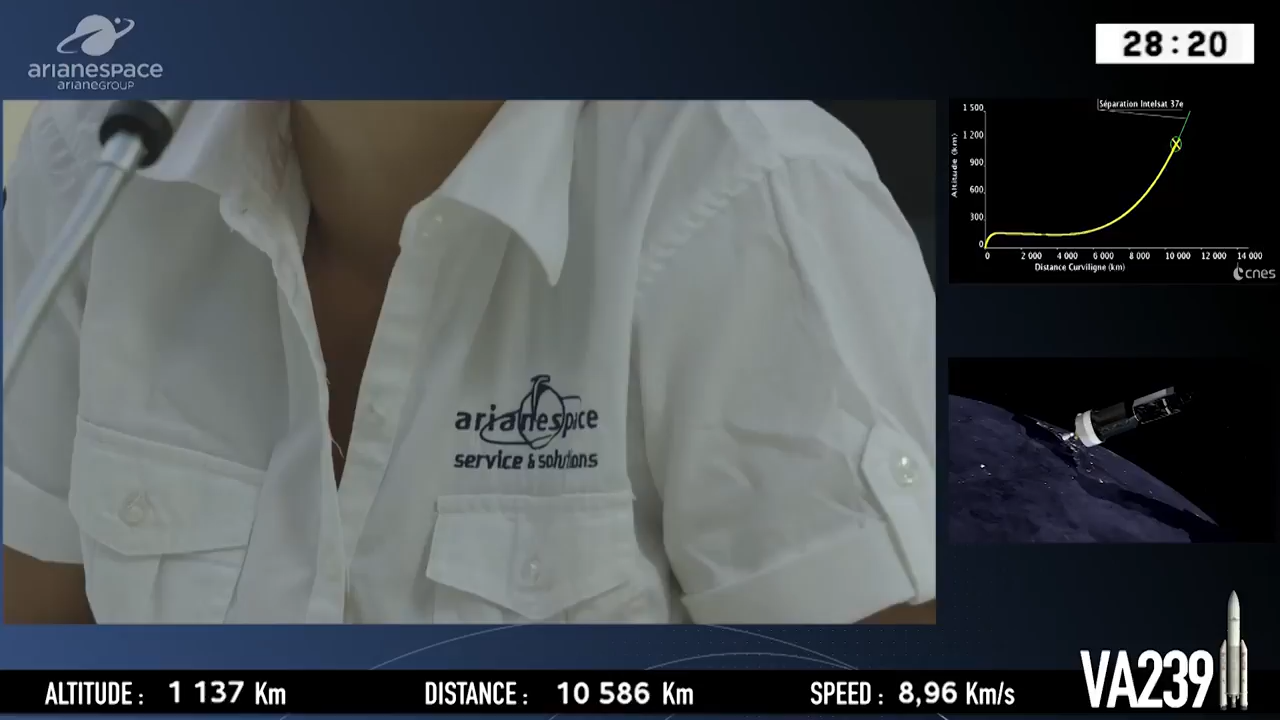 arianespace
arianeGROUP
28:20
Séparation Intelsat 37e
1 500
1 200
900
600
300
0
Altitude (km)
0 2 000 4 000 6 000 8 000 10 000 12 000 14 000
Distance Curviligne (km)
cnes
arianespace
service & solutions
ALTITUDE : 1 137 Km DISTANCE : 10 586 Km SPEED : 8,96 Km/s
VA239